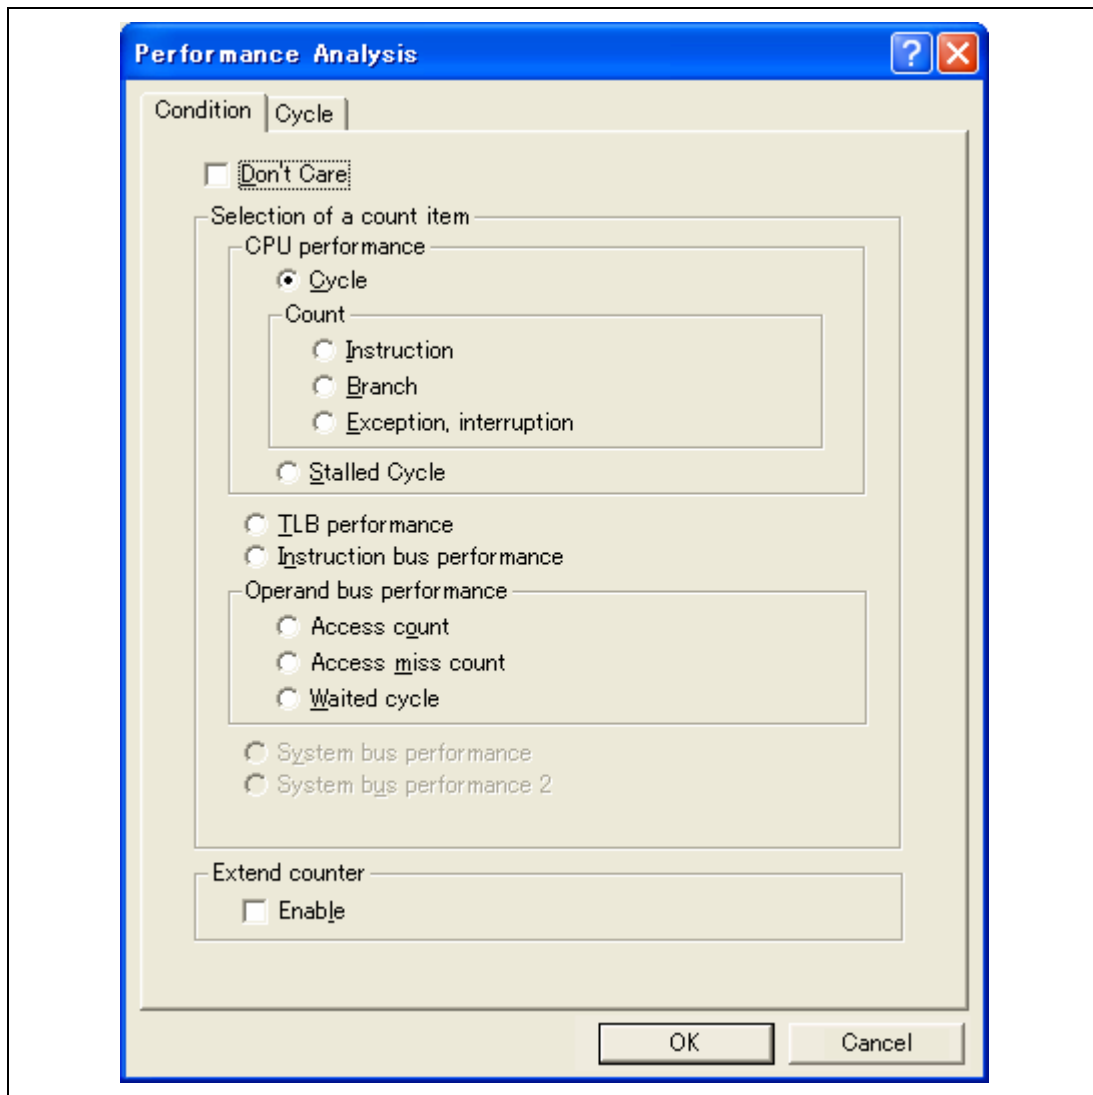 Performance Analysis
Condition Cycle
Don't Care
Selection of a count item
CPU performance
Cycle
Count
Instruction
Branch
Exception, interruption
Stalled Cycle
TLB performance
Instruction bus performance
Operand bus performance
Access count
Access miss count
Waited cycle
System bus performance
System bus performance 2
Extend counter
Enable
OK Cancel